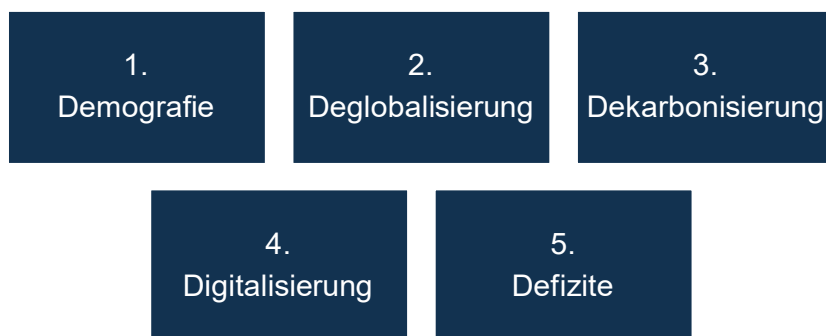 1.
Demografie
2.
Deglobalisierung
3.
Dekarbonisierung
4.
Digitalisierung
5.
Defizite